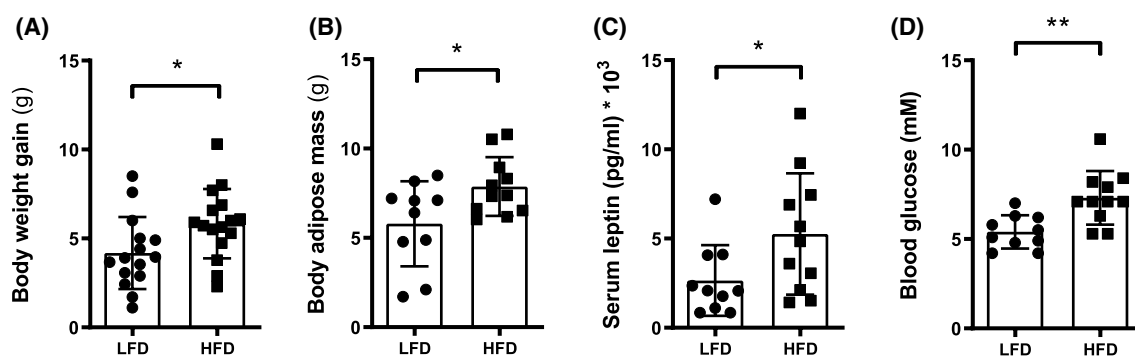 (A)
Body weight gain (g)
15
10
5
0
*
LFD
HFD
(B)
Body adipose mass (g)
15
10
5
0
*
LFD
HFD
(C)
Serum leptin (pg/ml) * 10³
15
10
5
0
*
LFD
HFD
(D)
Blood glucose (mM)
15
10
5
0
**
LFD
HFD